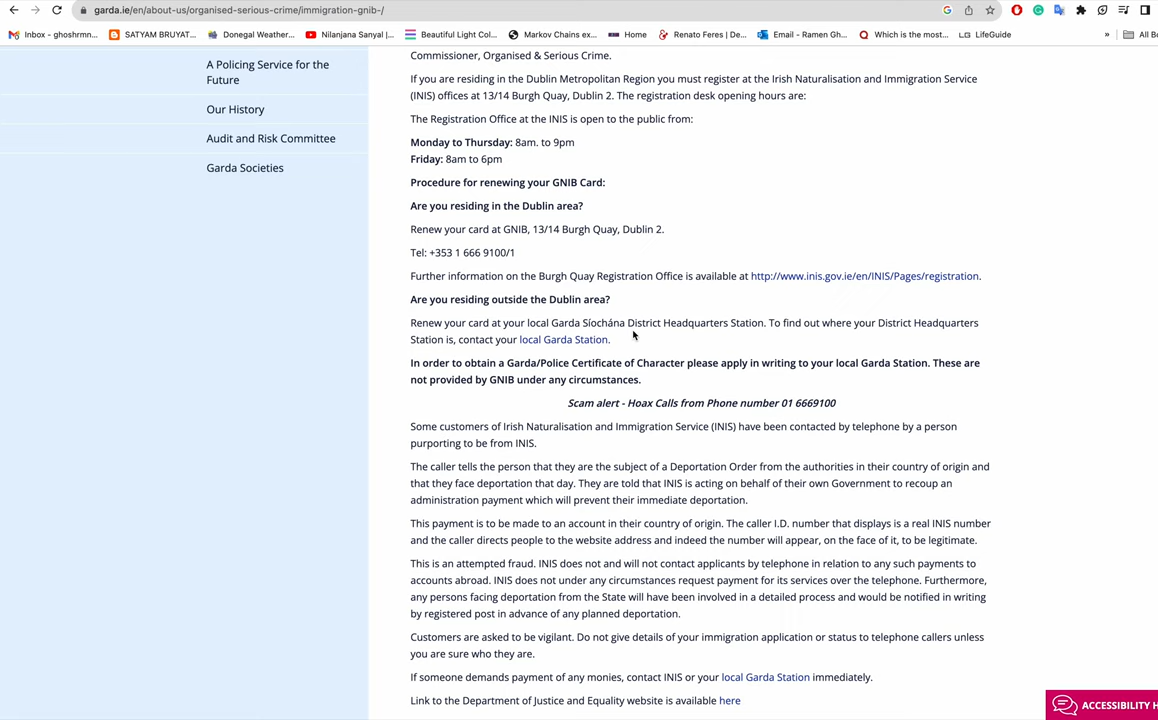 garda.ie/en/about-us/organised-serious-crime/immigration-gnib-/
Inbox - ghoshrmn...
SATYAM BRUYAT...
Donegal Weather...
Nilanjana Sanyal |...
Beautiful Light Col...
Markov Chains ex...
Home
Renato Feres | De...
Email - Ramen Gh...
Which is the most...
LifeGuide
»
All Bo
A Policing Service for the
Future
Our History
Audit and Risk Committee
Garda Societies
Commissioner, Organised & Serious Crime.
If you are residing in the Dublin Metropolitan Region you must register at the Irish Naturalisation and Immigration Service
(INIS) offices at 13/14 Burgh Quay, Dublin 2. The registration desk opening hours are:
The Registration Office at the INIS is open to the public from:
Monday to Thursday: 8am. to 9pm
Friday: 8am to 6pm
Procedure for renewing your GNIB Card:
Are you residing in the Dublin area?
Renew your card at GNIB, 13/14 Burgh Quay, Dublin 2.
Tel: +353 1 666 9100/1
Further information on the Burgh Quay Registration Office is available at http://www.inis.gov.ie/en/INIS/Pages/registration.
Are you residing outside the Dublin area?
Renew your card at your local Garda Síochána District Headquarters Station. To find out where your District Headquarters
Station is, contact your local Garda Station.
In order to obtain a Garda/Police Certificate of Character please apply in writing to your local Garda Station. These are
not provided by GNIB under any circumstances.
Scam alert - Hoax Calls from Phone number 01 6669100
Some customers of Irish Naturalisation and Immigration Service (INIS) have been contacted by telephone by a person
purporting to be from INIS.
The caller tells the person that they are the subject of a Deportation Order from the authorities in their country of origin and
that they face deportation that day. They are told that INIS is acting on behalf of their own Government to recoup an
administration payment which will prevent their immediate deportation.
This payment is to be made to an account in their country of origin. The caller I.D. number that displays is a real INIS number
and the caller directs people to the website address and indeed the number will appear, on the face of it, to be legitimate.
This is an attempted fraud. INIS does not and will not contact applicants by telephone in relation to any such payments to
accounts abroad. INIS does not under any circumstances request payment for its services over the telephone. Furthermore,
any persons facing deportation from the State will have been involved in a detailed process and would be notified in writing
by registered post in advance of any planned deportation.
Customers are asked to be vigilant. Do not give details of your immigration application or status to telephone callers unless
you are sure who they are.
If someone demands payment of any monies, contact INIS or your local Garda Station immediately.
Link to the Department of Justice and Equality website is available here
ACCESSIBILITY H